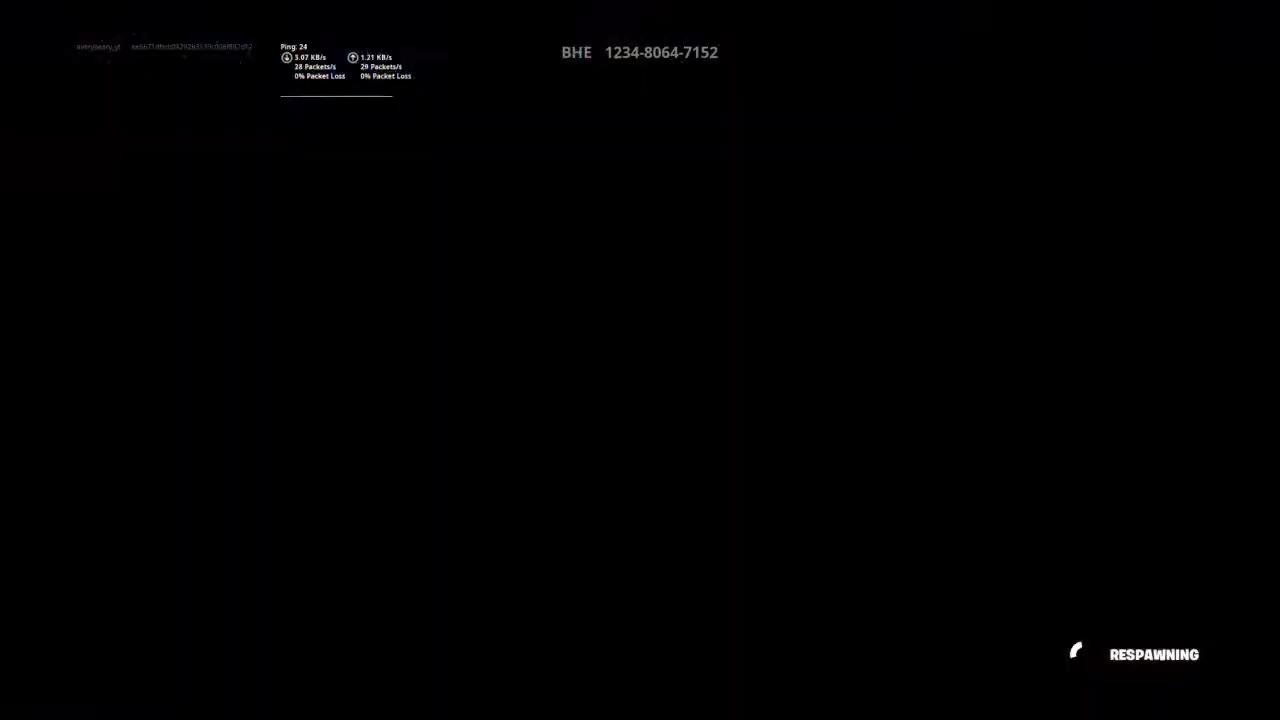 Ping: 24
3.07 KB/s 1.21 KB/s
28 Packets/s 29 Packets/s
0% Packet Loss 0% Packet Loss
BHE 1234-8064-7152
RESPAWNING